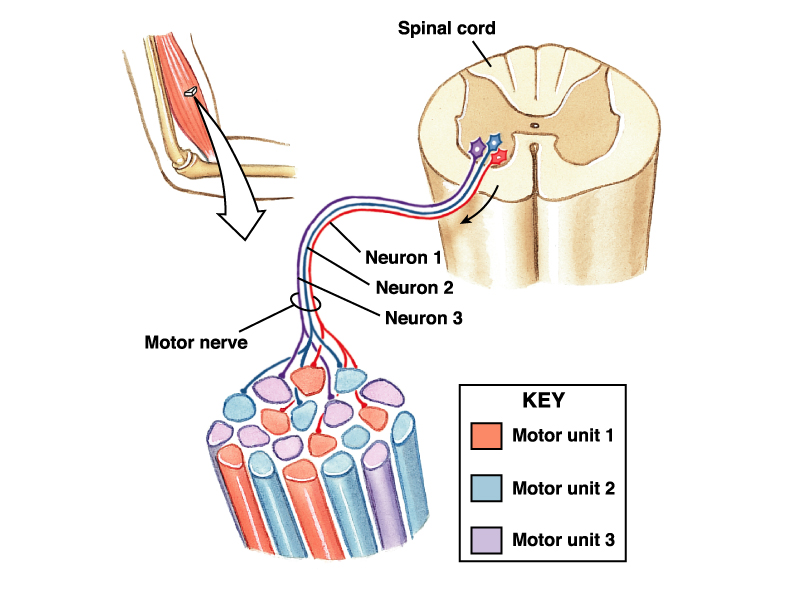 Spinal cord
Neuron 1
Neuron 2
Neuron 3
Motor nerve
KEY
Motor unit 1
Motor unit 2
Motor unit 3